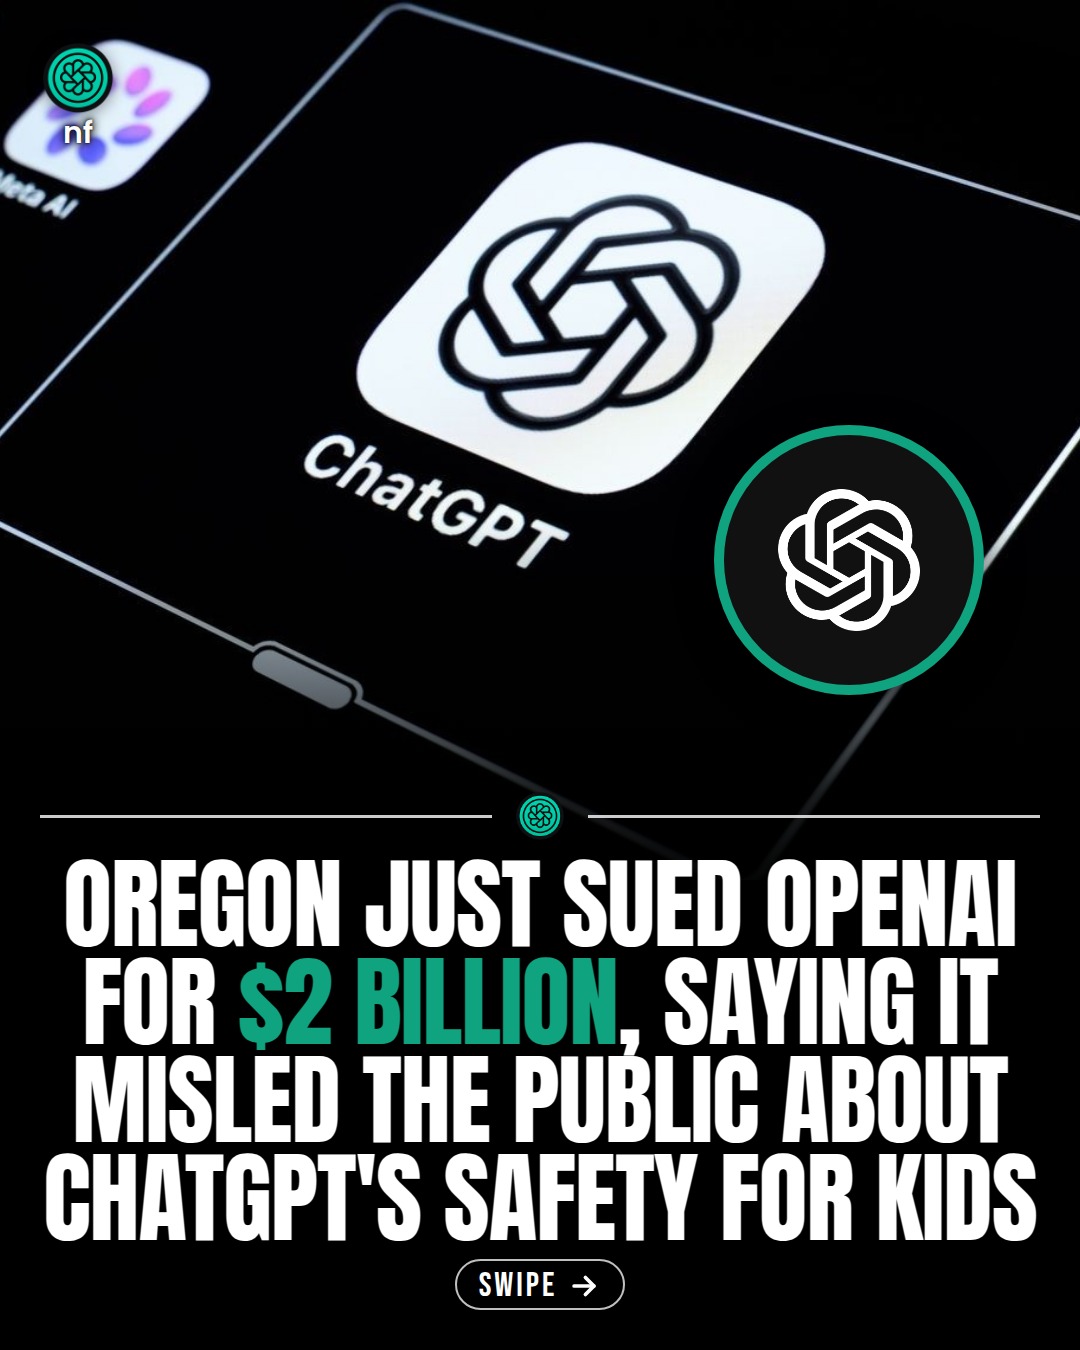 nf
Meta AI
ChatGPT
OREGON JUST SUED OPENAI
FOR $2 BILLION, SAYING IT
MISLED THE PUBLIC ABOUT
CHATGPT'S SAFETY FOR KIDS
SWIPE →